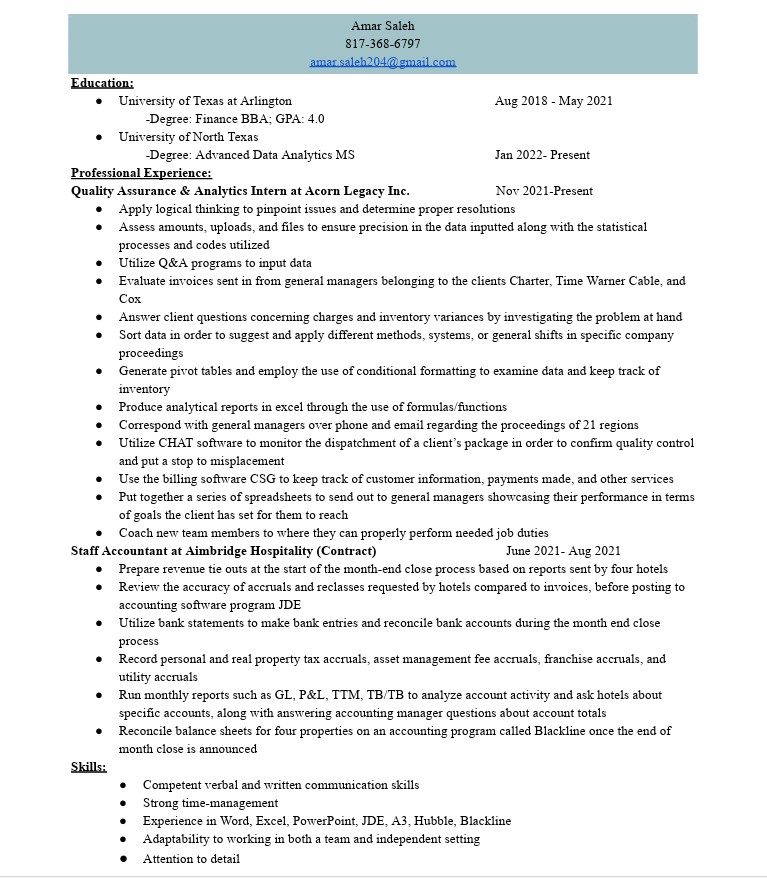 Amar Saleh
817-368-6797
amar.saleh204@gmail.com
Education:
● University of Texas at Arlington Aug 2018 - May 2021
-Degree: Finance BBA; GPA: 4.0
● University of North Texas
-Degree: Advanced Data Analytics MS Jan 2022- Present
Professional Experience:
Quality Assurance & Analytics Intern at Acorn Legacy Inc. Nov 2021-Present
● Apply logical thinking to pinpoint issues and determine proper resolutions
● Assess amounts, uploads, and files to ensure precision in the data inputted along with the statistical
processes and codes utilized
● Utilize Q&A programs to input data
● Evaluate invoices sent in from general managers belonging to the clients Charter, Time Warner Cable, and
Cox
● Answer client questions concerning charges and inventory variances by investigating the problem at hand
● Sort data in order to suggest and apply different methods, systems, or general shifts in specific company
proceedings
● Generate pivot tables and employ the use of conditional formatting to examine data and keep track of
inventory
● Produce analytical reports in excel through the use of formulas/functions
● Correspond with general managers over phone and email regarding the proceedings of 21 regions
● Utilize CHAT software to monitor the dispatchment of a client's package in order to confirm quality control
and put a stop to misplacement
● Use the billing software CSG to keep track of customer information, payments made, and other services
● Put together a series of spreadsheets to send out to general managers showcasing their performance in terms
of goals the client has set for them to reach
● Coach new team members to where they can properly perform needed job duties
Staff Accountant at Aimbridge Hospitality (Contract) June 2021- Aug 2021
● Prepare revenue tie outs at the start of the month-end close process based on reports sent by four hotels
● Review the accuracy of accruals and reclasses requested by hotels compared to invoices, before posting to
accounting software program JDE
● Utilize bank statements to make bank entries and reconcile bank accounts during the month end close
process
● Record personal and real property tax accruals, asset management fee accruals, franchise accruals, and
utility accruals
● Run monthly reports such as GL, P&L, TTM, TB/TB to analyze account activity and ask hotels about
specific accounts, along with answering accounting manager questions about account totals
● Reconcile balance sheets for four properties on an accounting program called Blackline once the end of
month close is announced
Skills:
● Competent verbal and written communication skills
● Strong time-management
● Experience in Word, Excel, PowerPoint, JDE, A3, Hubble, Blackline
● Adaptability to working in both a team and independent setting
● Attention to detail